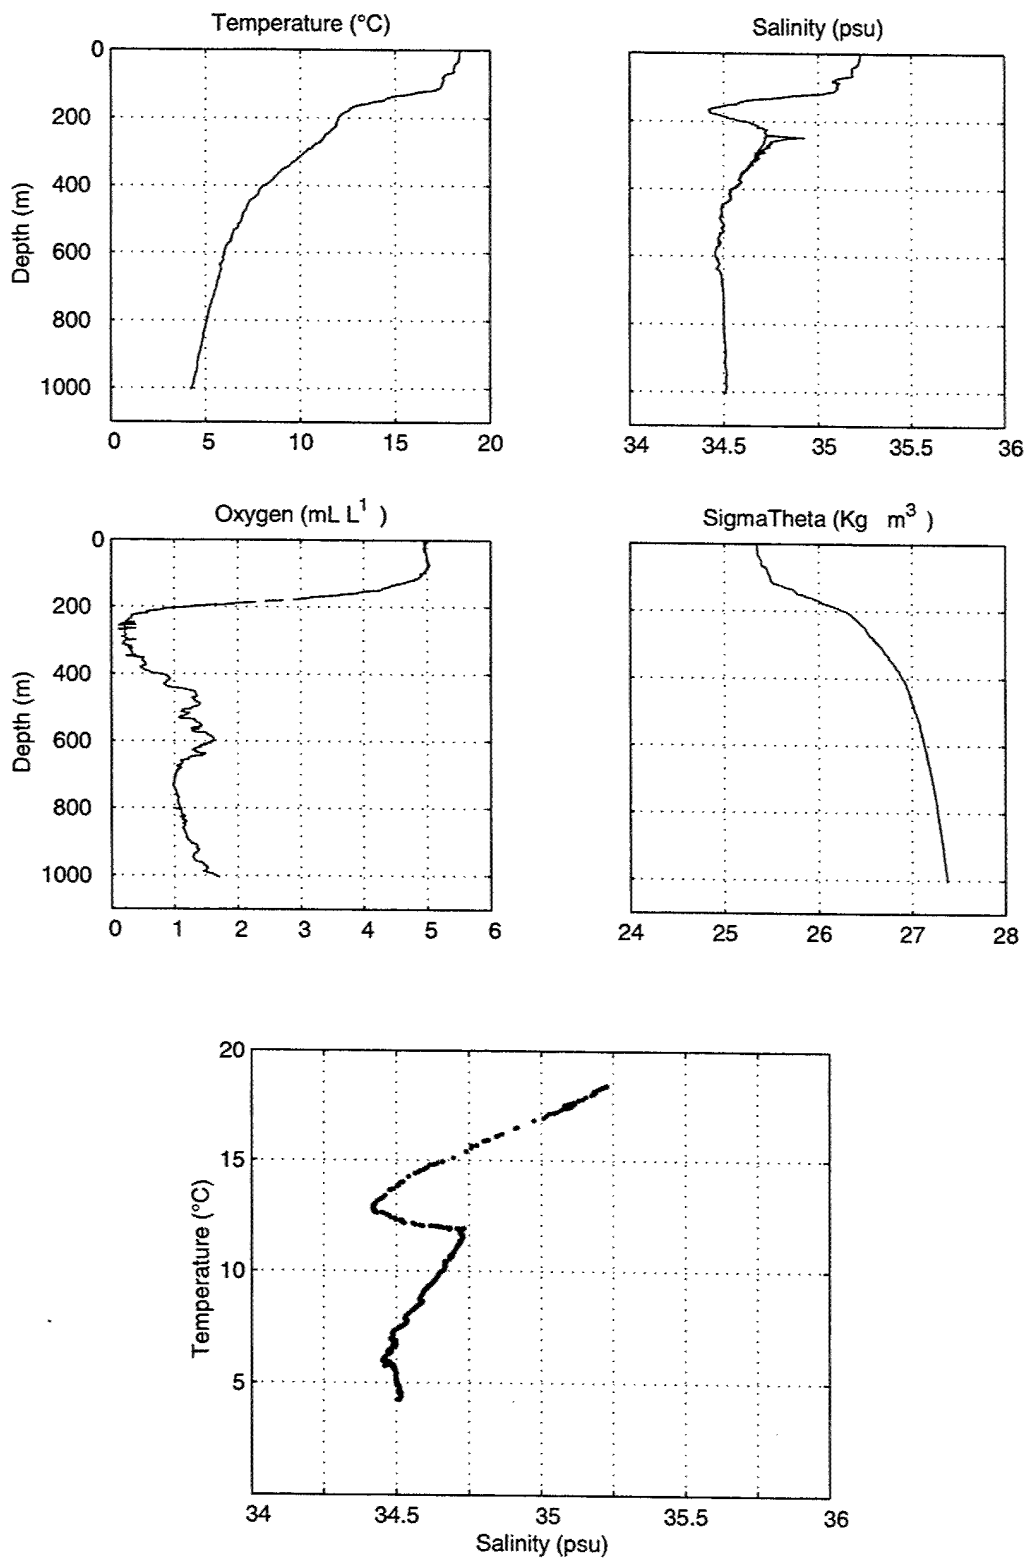 Temperature (°C)
Salinity (psu)
0
200
400
600
800
1000
Depth (m)
0 5 10 15 20
34 34.5 35 35.5 36
Oxygen (mL L1 )
SigmaTheta (Kg m3 )
0
200
400
600
800
1000
Depth (m)
0 1 2 3 4 5 6
24 25 26 27 28
20
15
10
5
Temperature (°C)
34 34.5 35 35.5 36
Salinity (psu)